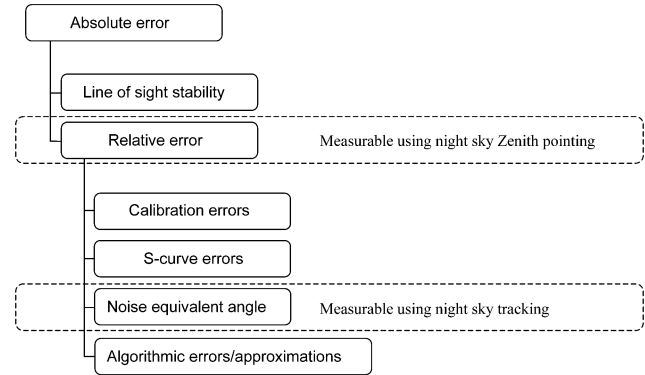 Absolute error
Line of sight stability
Relative error
Measurable using night sky Zenith pointing
Calibration errors
S-curve errors
Noise equivalent angle
Measurable using night sky tracking
Algorithmic errors/approximations